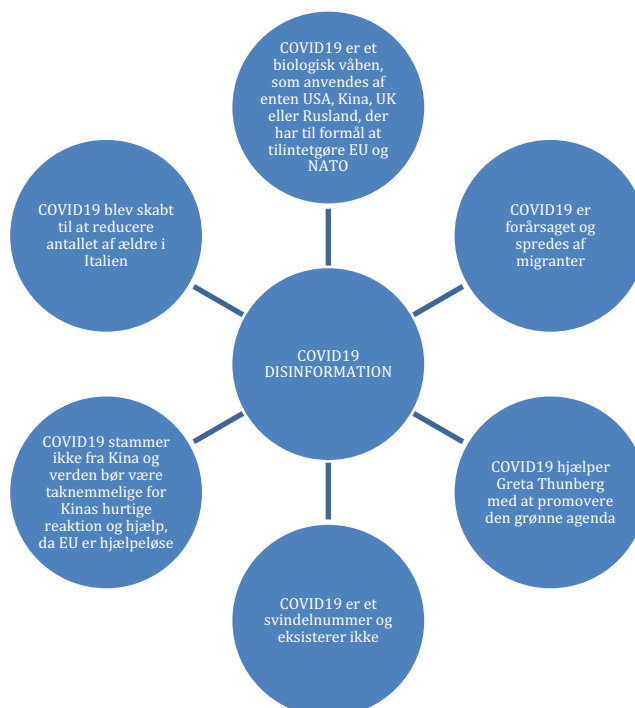 COVID19 er et
biologisk våben,
som anvendes af
enten USA, Kina, UK
eller Rusland, der
har til formål at
tilintetgøre EU og
NATO
COVID19 blev skabt
til at reducere
antallet af ældre i
Italien
COVID19 er
forårsaget og
spredes af
migranter
COVID19
DISINFORMATION
COVID19 stammer
ikke fra Kina og
verden bør være
taknemmelige for
Kinas hurtige
reaktion og hjælp,
da EU er hjælpeløse
COVID19 hjælper
Greta Thunberg
med at promovere
den grønne agenda
COVID19 er et
svindelnummer og
eksisterer ikke